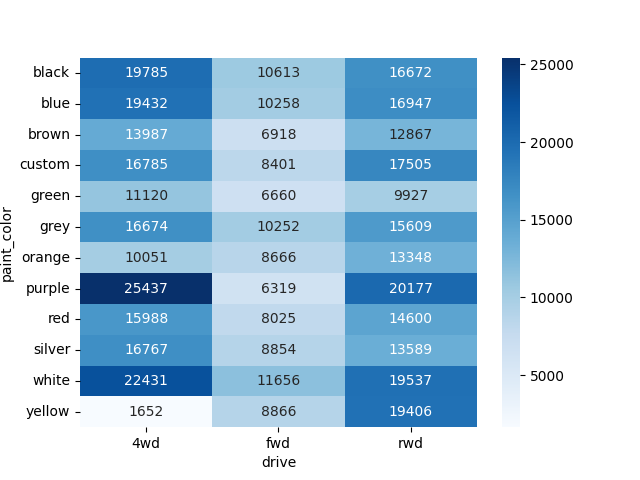 black 19785 10613 16672
blue 19432 10258 16947
brown 13987 6918 12867
custom 16785 8401 17505
green 11120 6660 9927
grey 16674 10252 15609
orange 10051 8666 13348
purple 25437 6319 20177
red 15988 8025 14600
silver 16767 8854 13589
white 22431 11656 19537
yellow 1652 8866 19406
4wd fwd rwd
drive
paint_color
25000
20000
15000
10000
5000